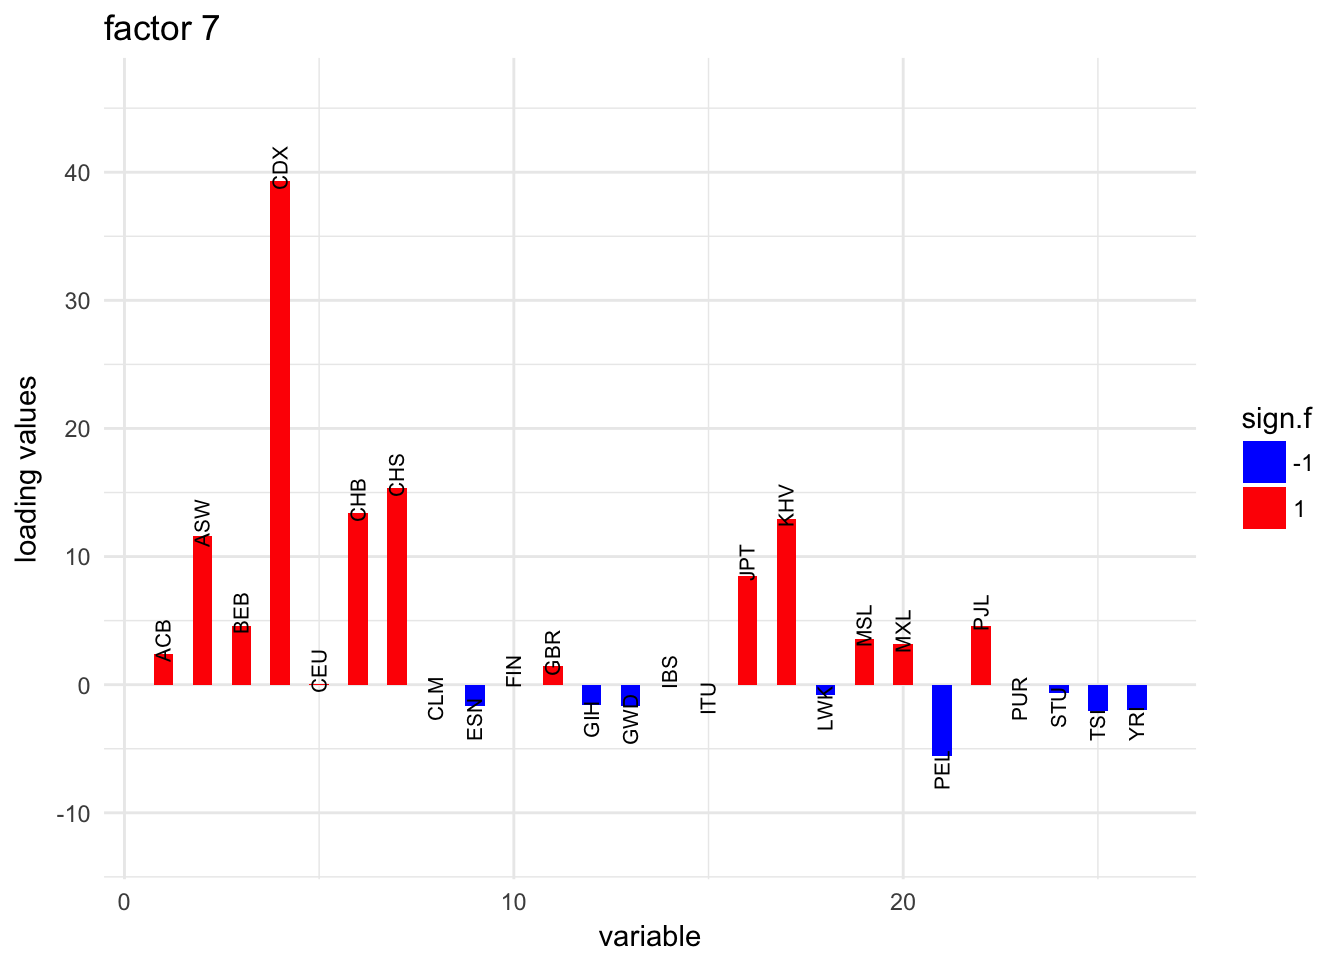 factor 7
loading values
40
30
20
10
0
-10
ACB
ASW
BEB
CDX
CEU
CHB
CHS
CLM
ESN
FIN
GBR
GIH
GWD
IBS
ITU
JPT
KHV
LWK
MSL
MXL
PEL
PJL
PUR
STU
TSI
YRI
0
10
20
variable
sign.f
-1
1